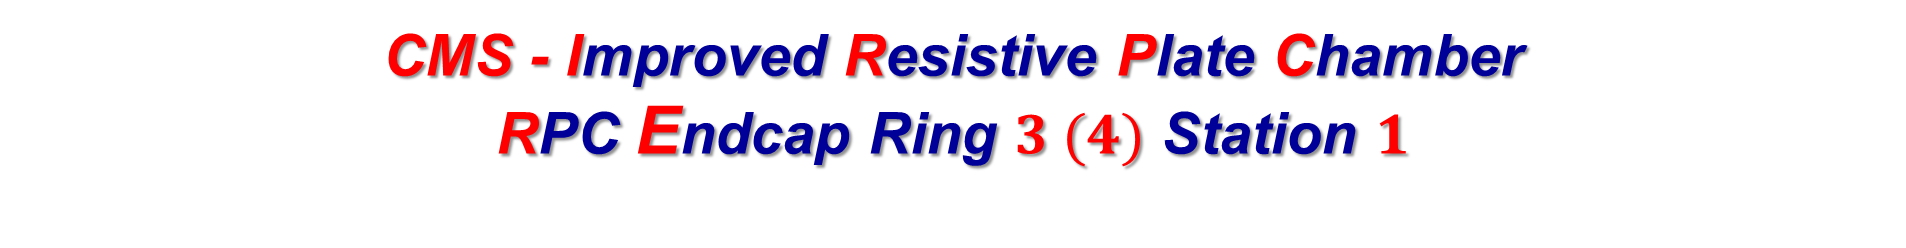 CMS - Improved Resistive Plate Chamber
RPC Endcap Ring 3 (4) Station 1